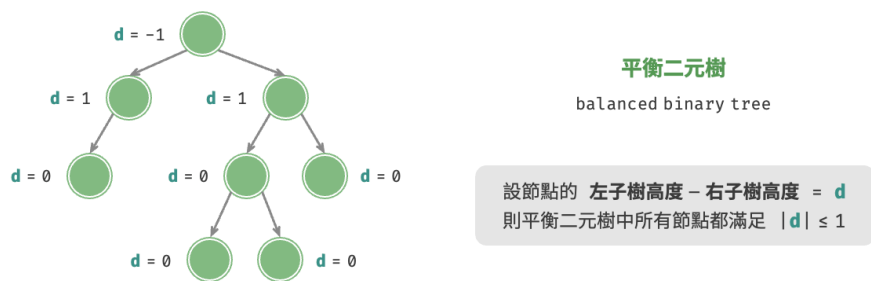 d = -1
平衡二元樹
d = 1
d = 1
balanced binary tree
d = 0
d = 0
d = 0
設節點的 左子樹高度 – 右子樹高度 = d
則平衡二元樹中所有節點都滿足 |d| ≤ 1
d = 0
d = 0